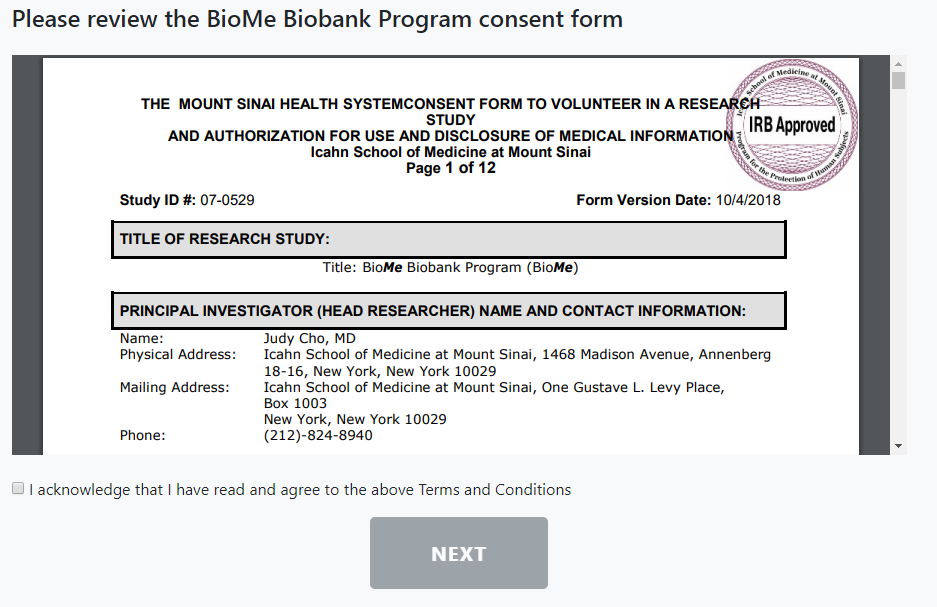 Please review the BioMe Biobank Program consent form
THE MOUNT SINAI HEALTH SYSTEMCONSENT FORM TO VOLUNTEER IN A RESEARCH
STUDY
AND AUTHORIZATION FOR USE AND DISCLOSURE OF MEDICAL INFORMATION
Icahn School of Medicine at Mount Sinai
Page 1 of 12
Icahn School of Medicine at Mount Sinai
IRB Approved
Program for the Protection of Human Subjects
Study ID #: 07-0529 Form Version Date: 10/4/2018
TITLE OF RESEARCH STUDY:
Title: BioMe Biobank Program (BioMe)
PRINCIPAL INVESTIGATOR (HEAD RESEARCHER) NAME AND CONTACT INFORMATION:
Name: Judy Cho, MD
Physical Address: Icahn School of Medicine at Mount Sinai, 1468 Madison Avenue, Annenberg
18-16, New York, New York 10029
Mailing Address: Icahn School of Medicine at Mount Sinai, One Gustave L. Levy Place,
Box 1003
New York, New York 10029
Phone: (212)-824-8940
I acknowledge that I have read and agree to the above Terms and Conditions
NEXT